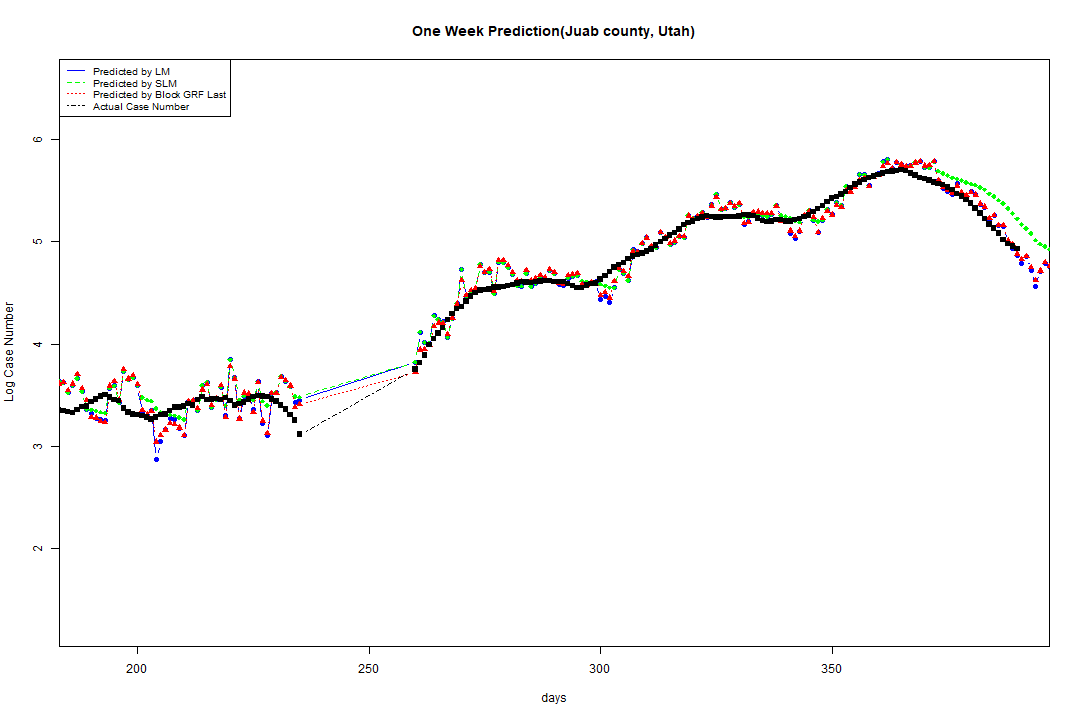 One Week Prediction(Juab county, Utah)
Predicted by LM
Predicted by SLM
Predicted by Block GRF Last
Actual Case Number
6
5
4
3
2
Log Case Number
200 250 300 350
days